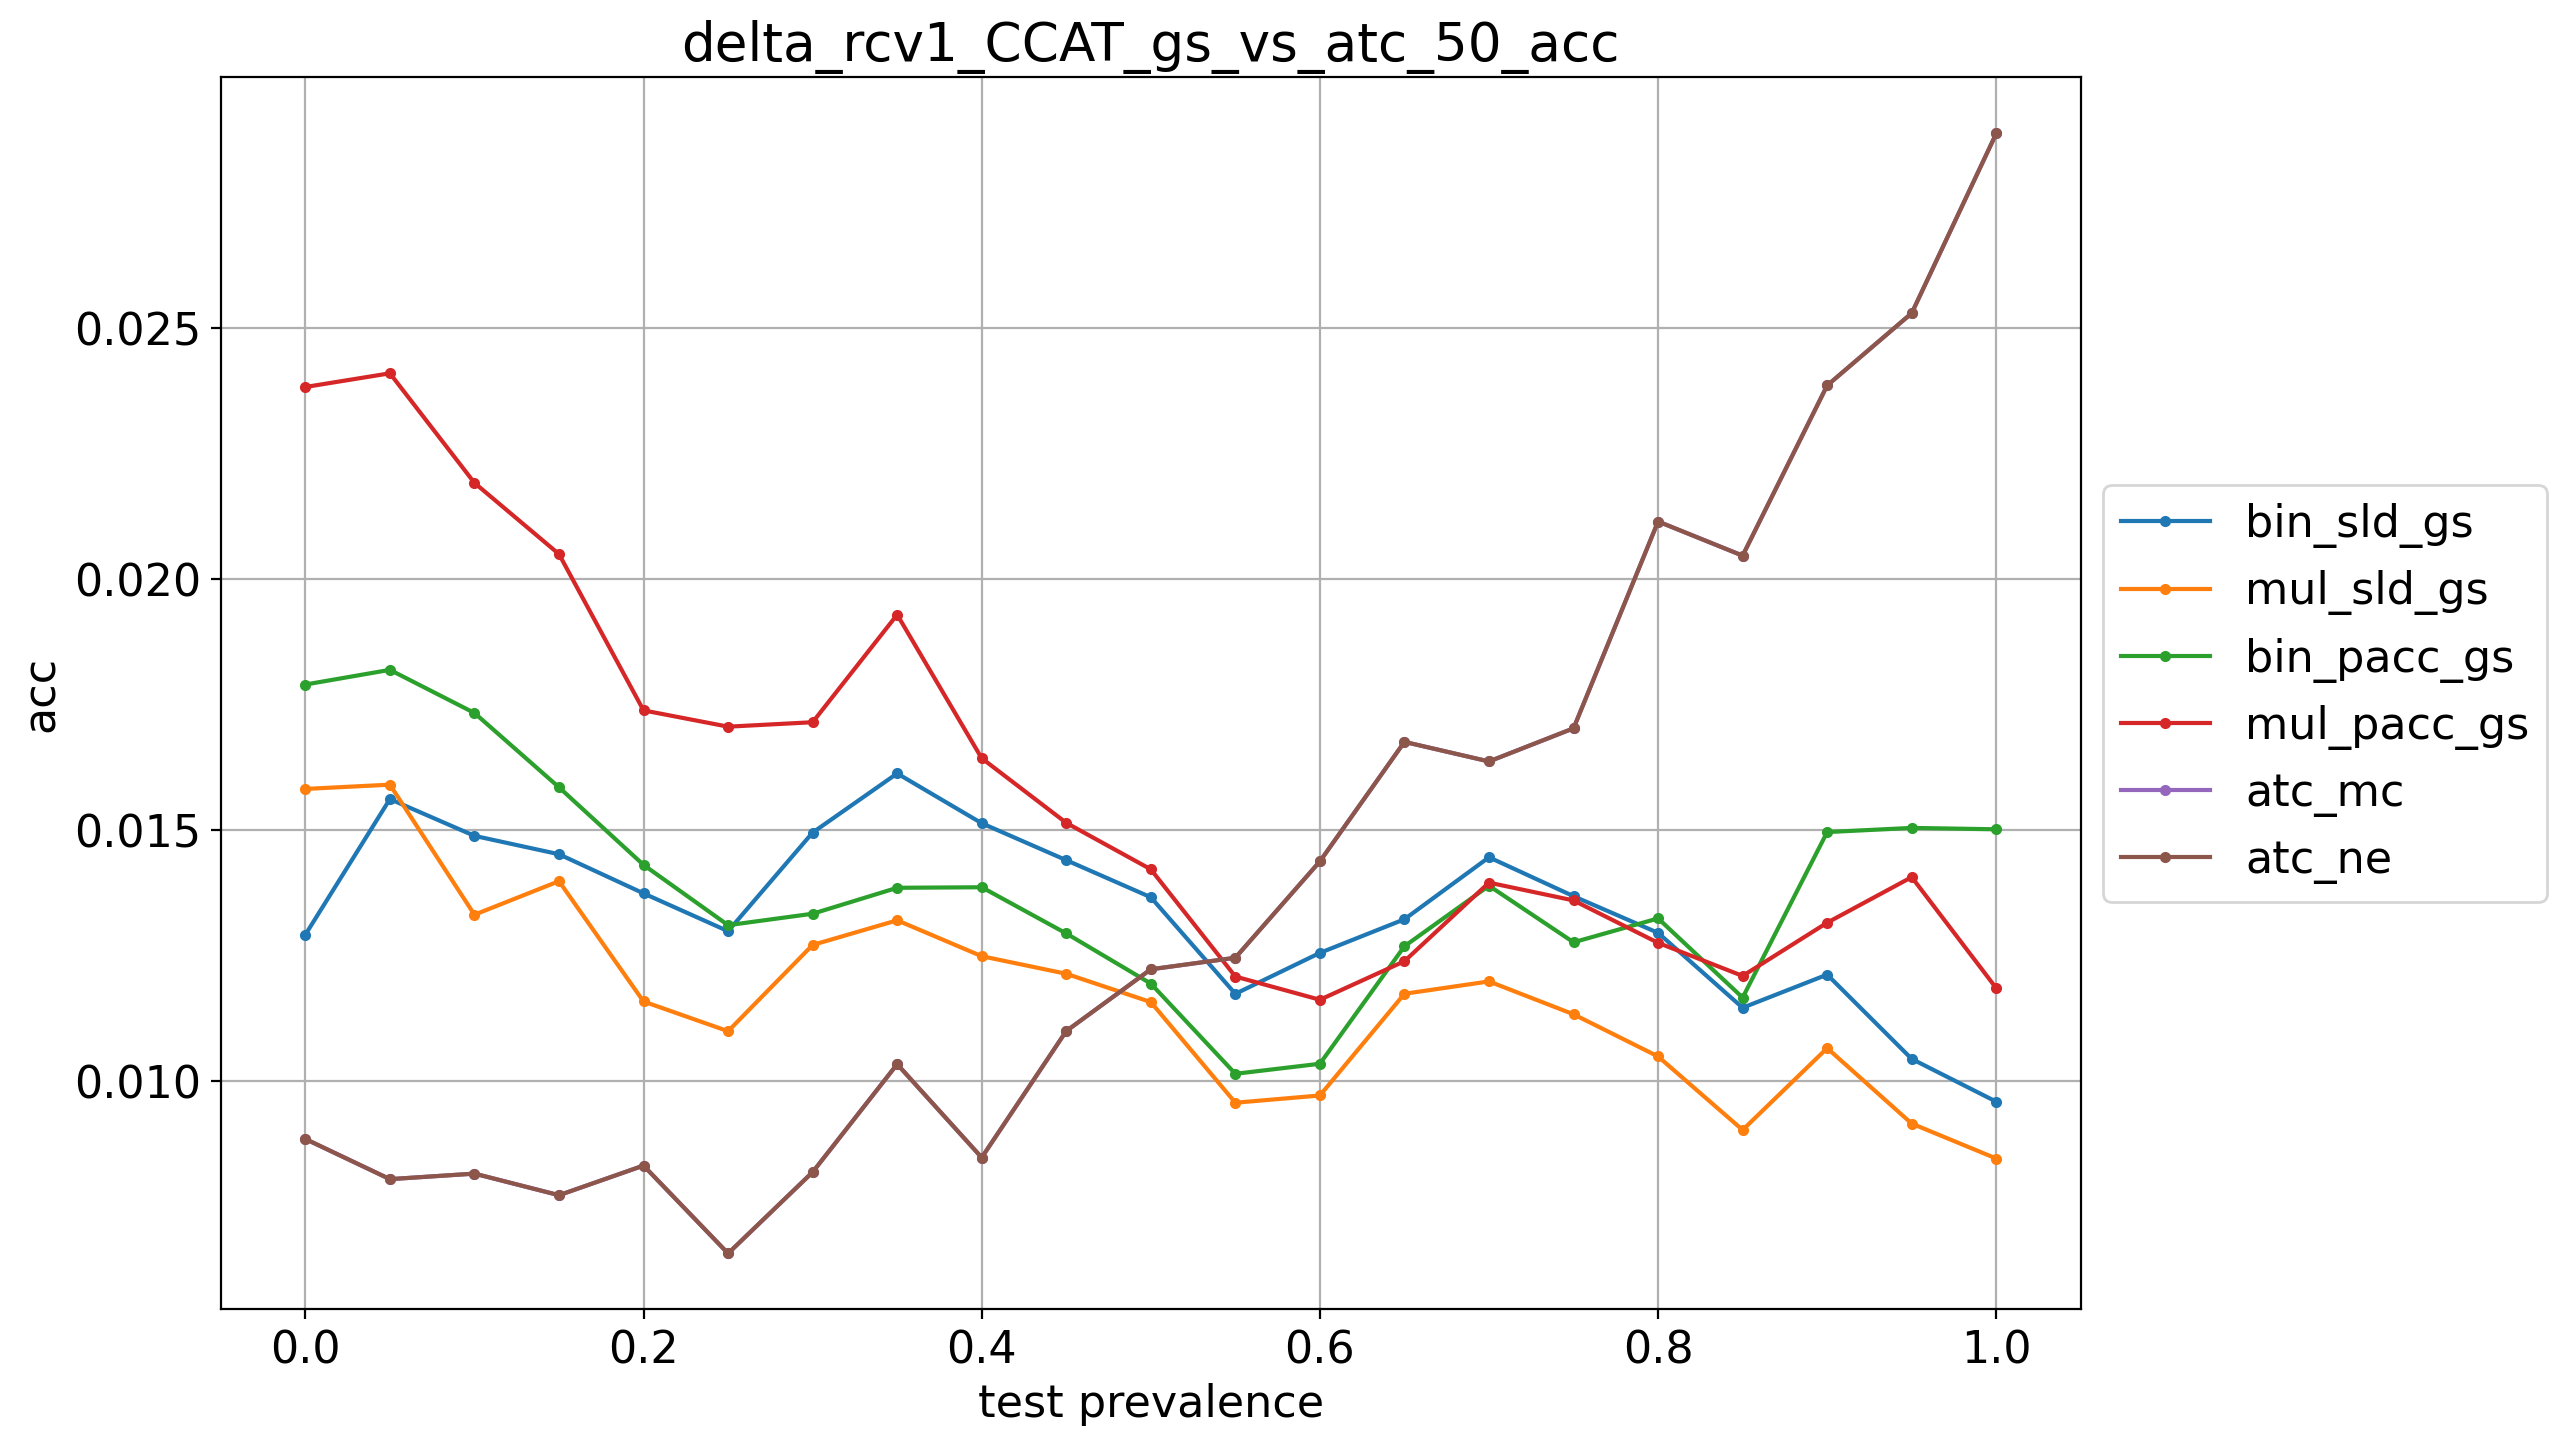 delta_rcv1_CCAT_gs_vs_atc_50_acc
acc
0.025
0.020
0.015
0.010
0.0 0.2 0.4 0.6 0.8 1.0
test prevalence
bin_sld_gs
mul_sld_gs
bin_pacc_gs
mul_pacc_gs
atc_mc
atc_ne